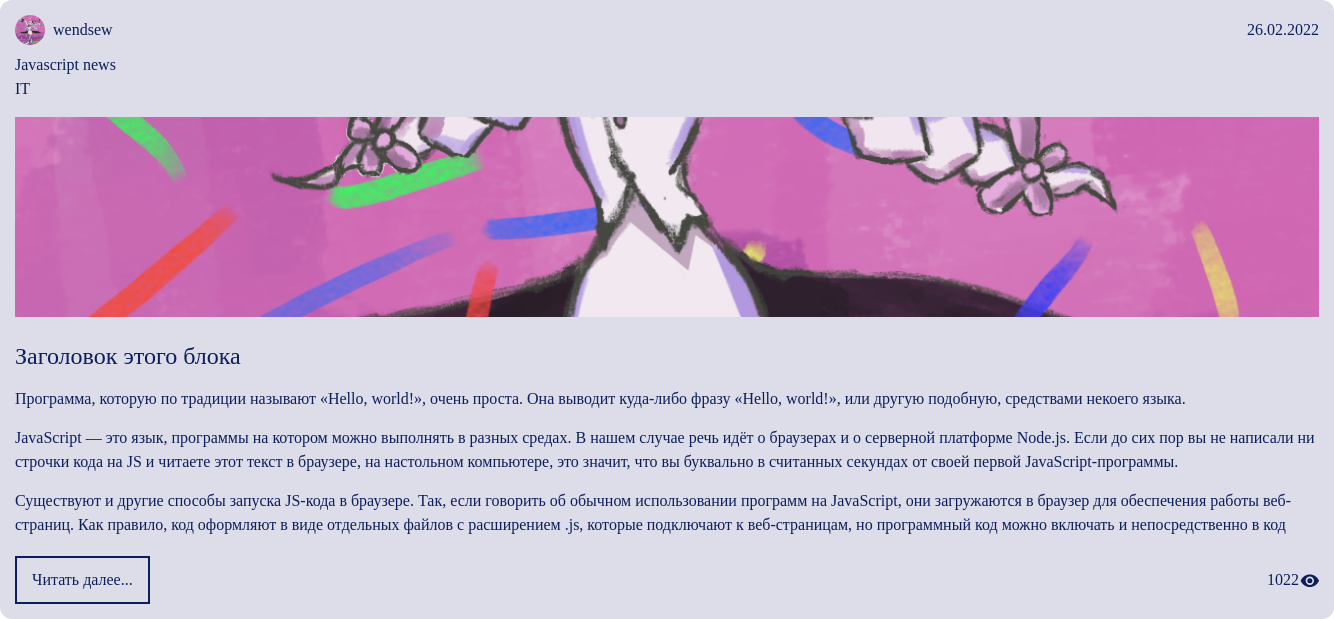 wendsew
26.02.2022
Javascript news
IT
Заголовок этого блока
Программа, которую по традиции называют «Hello, world!», очень проста. Она выводит куда-либо фразу «Hello, world!», или другую подобную, средствами некоего языка.
JavaScript — это язык, программы на котором можно выполнять в разных средах. В нашем случае речь идёт о браузерах и о серверной платформе Node.js. Если до сих пор вы не написали ни
строчки кода на JS и читаете этот текст в браузере, на настольном компьютере, это значит, что вы буквально в считанных секундах от своей первой JavaScript-программы.
Существуют и другие способы запуска JS-кода в браузере. Так, если говорить об обычном использовании программ на JavaScript, они загружаются в браузер для обеспечения работы веб-
страниц. Как правило, код оформляют в виде отдельных файлов с расширением .js, которые подключают к веб-страницам, но программный код можно включать и непосредственно в код
Читать далее...
1022